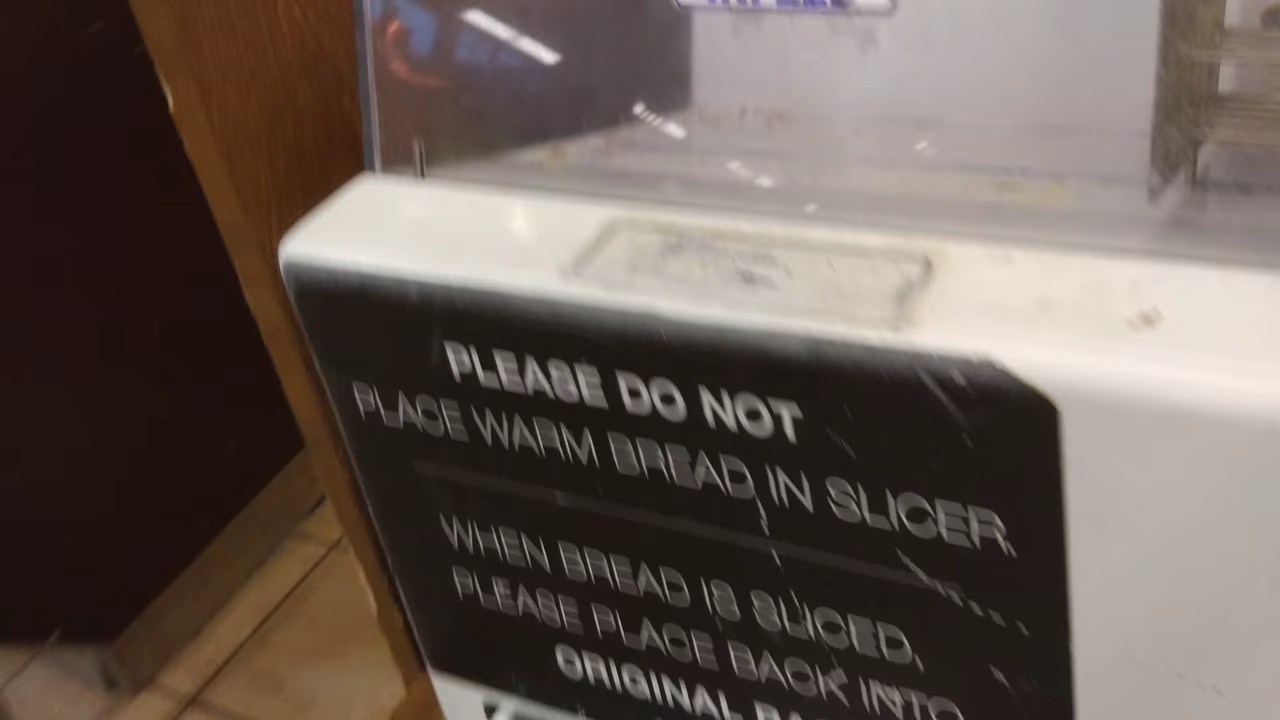 PLEASE DO NOT
PLACE WARM BREAD IN SLICER.
WHEN BREAD IS SLICED,
PLEASE PLACE BACK INTO
ORIGINAL